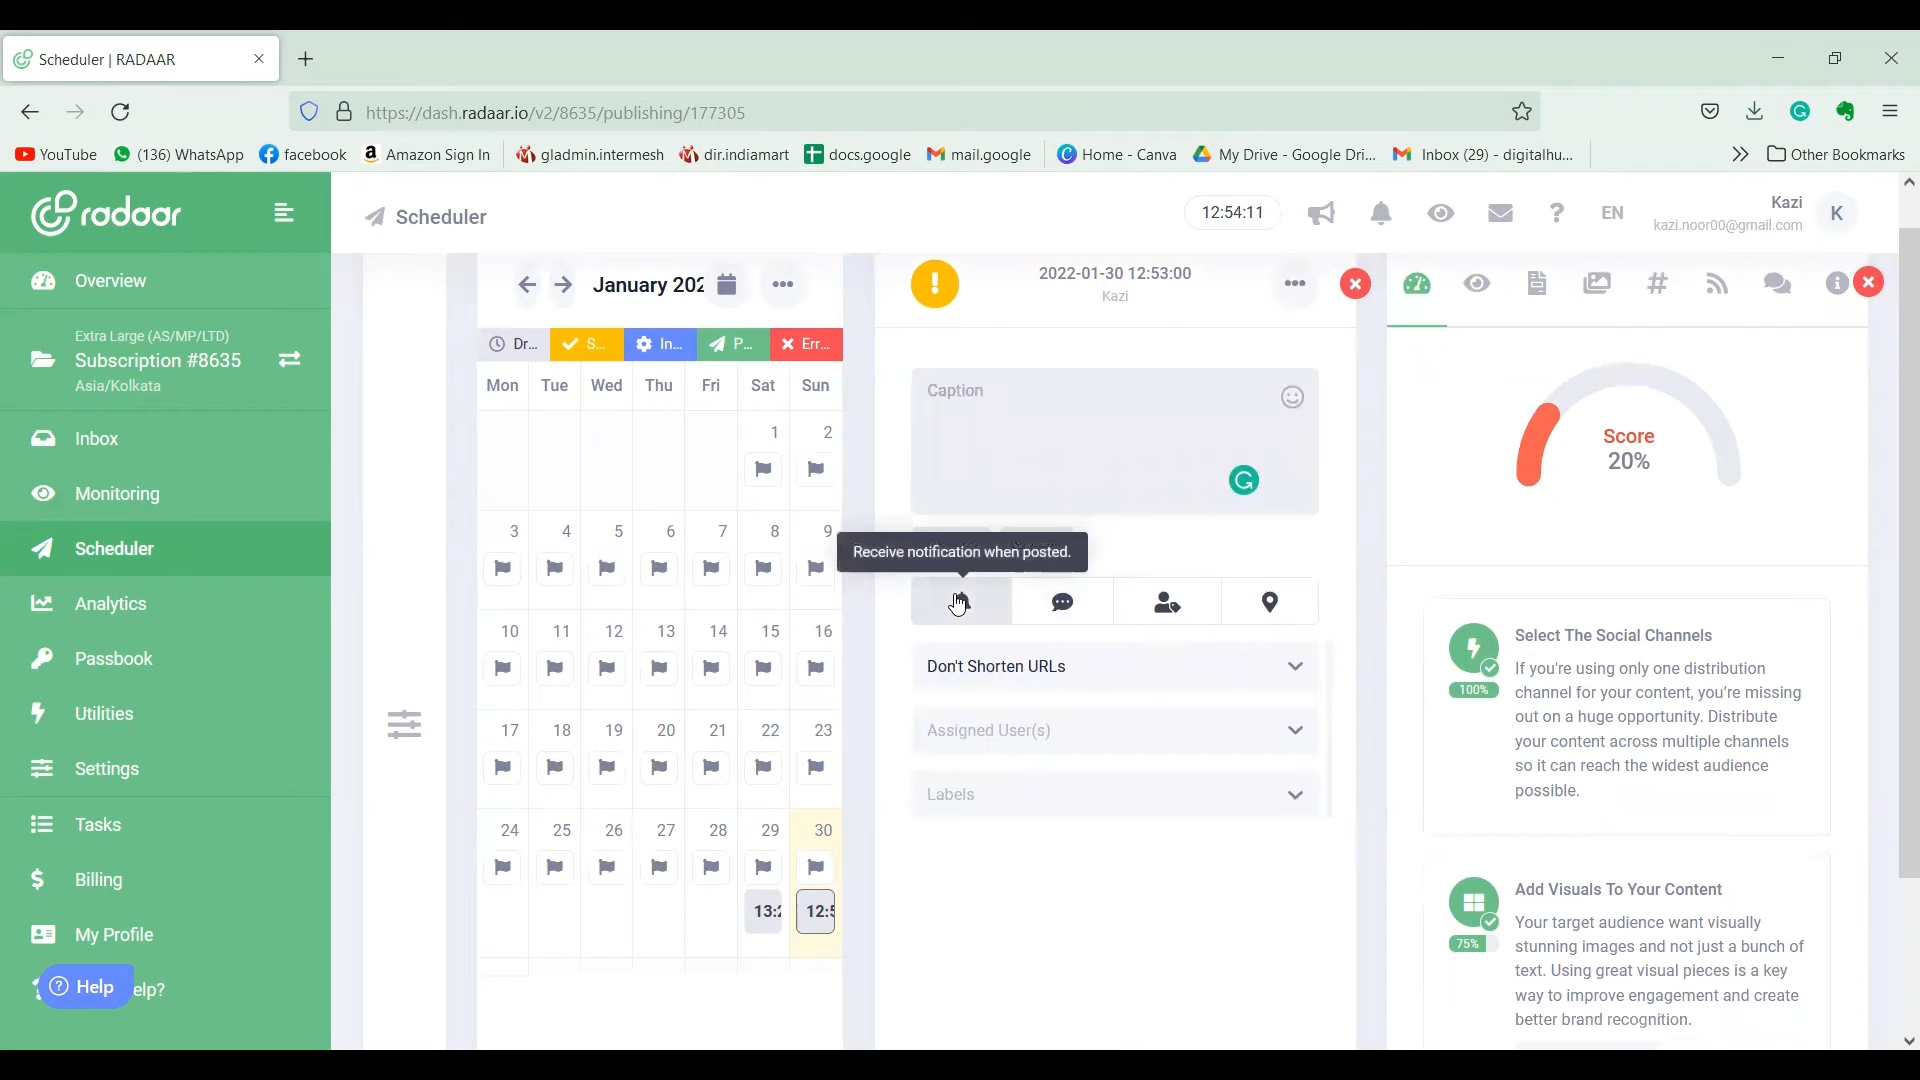 Scheduler | RADAAR
https://dash.radaar.io/v2/8635/publishing/177305
YouTube
(136) WhatsApp
facebook
Amazon Sign In
gladmin.intermesh
dir.indiamart
docs.google
mail.google
Home - Canva
My Drive - Google Dri...
Inbox (29) - digitalhu...
Other Bookmarks
radaar
Scheduler
12:54:11
EN
Kazi
kazi.noor00@gmail.com
K
Overview
Extra Large (AS/MP/LTD)
Subscription #8635
Asia/Kolkata
Inbox
Monitoring
Scheduler
Analytics
Passbook
Utilities
Settings
Tasks
Billing
My Profile
Help
elp?
January 202
Dr...
S...
In...
P...
Err...
Mon Tue Wed Thu Fri Sat Sun
1 2
3 4 5 6 7 8 9
10 11 12 13 14 15 16
17 18 19 20 21 22 23
24 25 26 27 28 29 30
13:2
12:5
2022-01-30 12:53:00
Kazi
Caption
Receive notification when posted.
Don't Shorten URLs
Assigned User(s)
Labels
Score
20%
Select The Social Channels
100%
If you're using only one distribution
channel for your content, you're missing
out on a huge opportunity. Distribute
your content across multiple channels
so it can reach the widest audience
possible.
Add Visuals To Your Content
75%
Your target audience want visually
stunning images and not just a bunch of
text. Using great visual pieces is a key
way to improve engagement and create
better brand recognition.